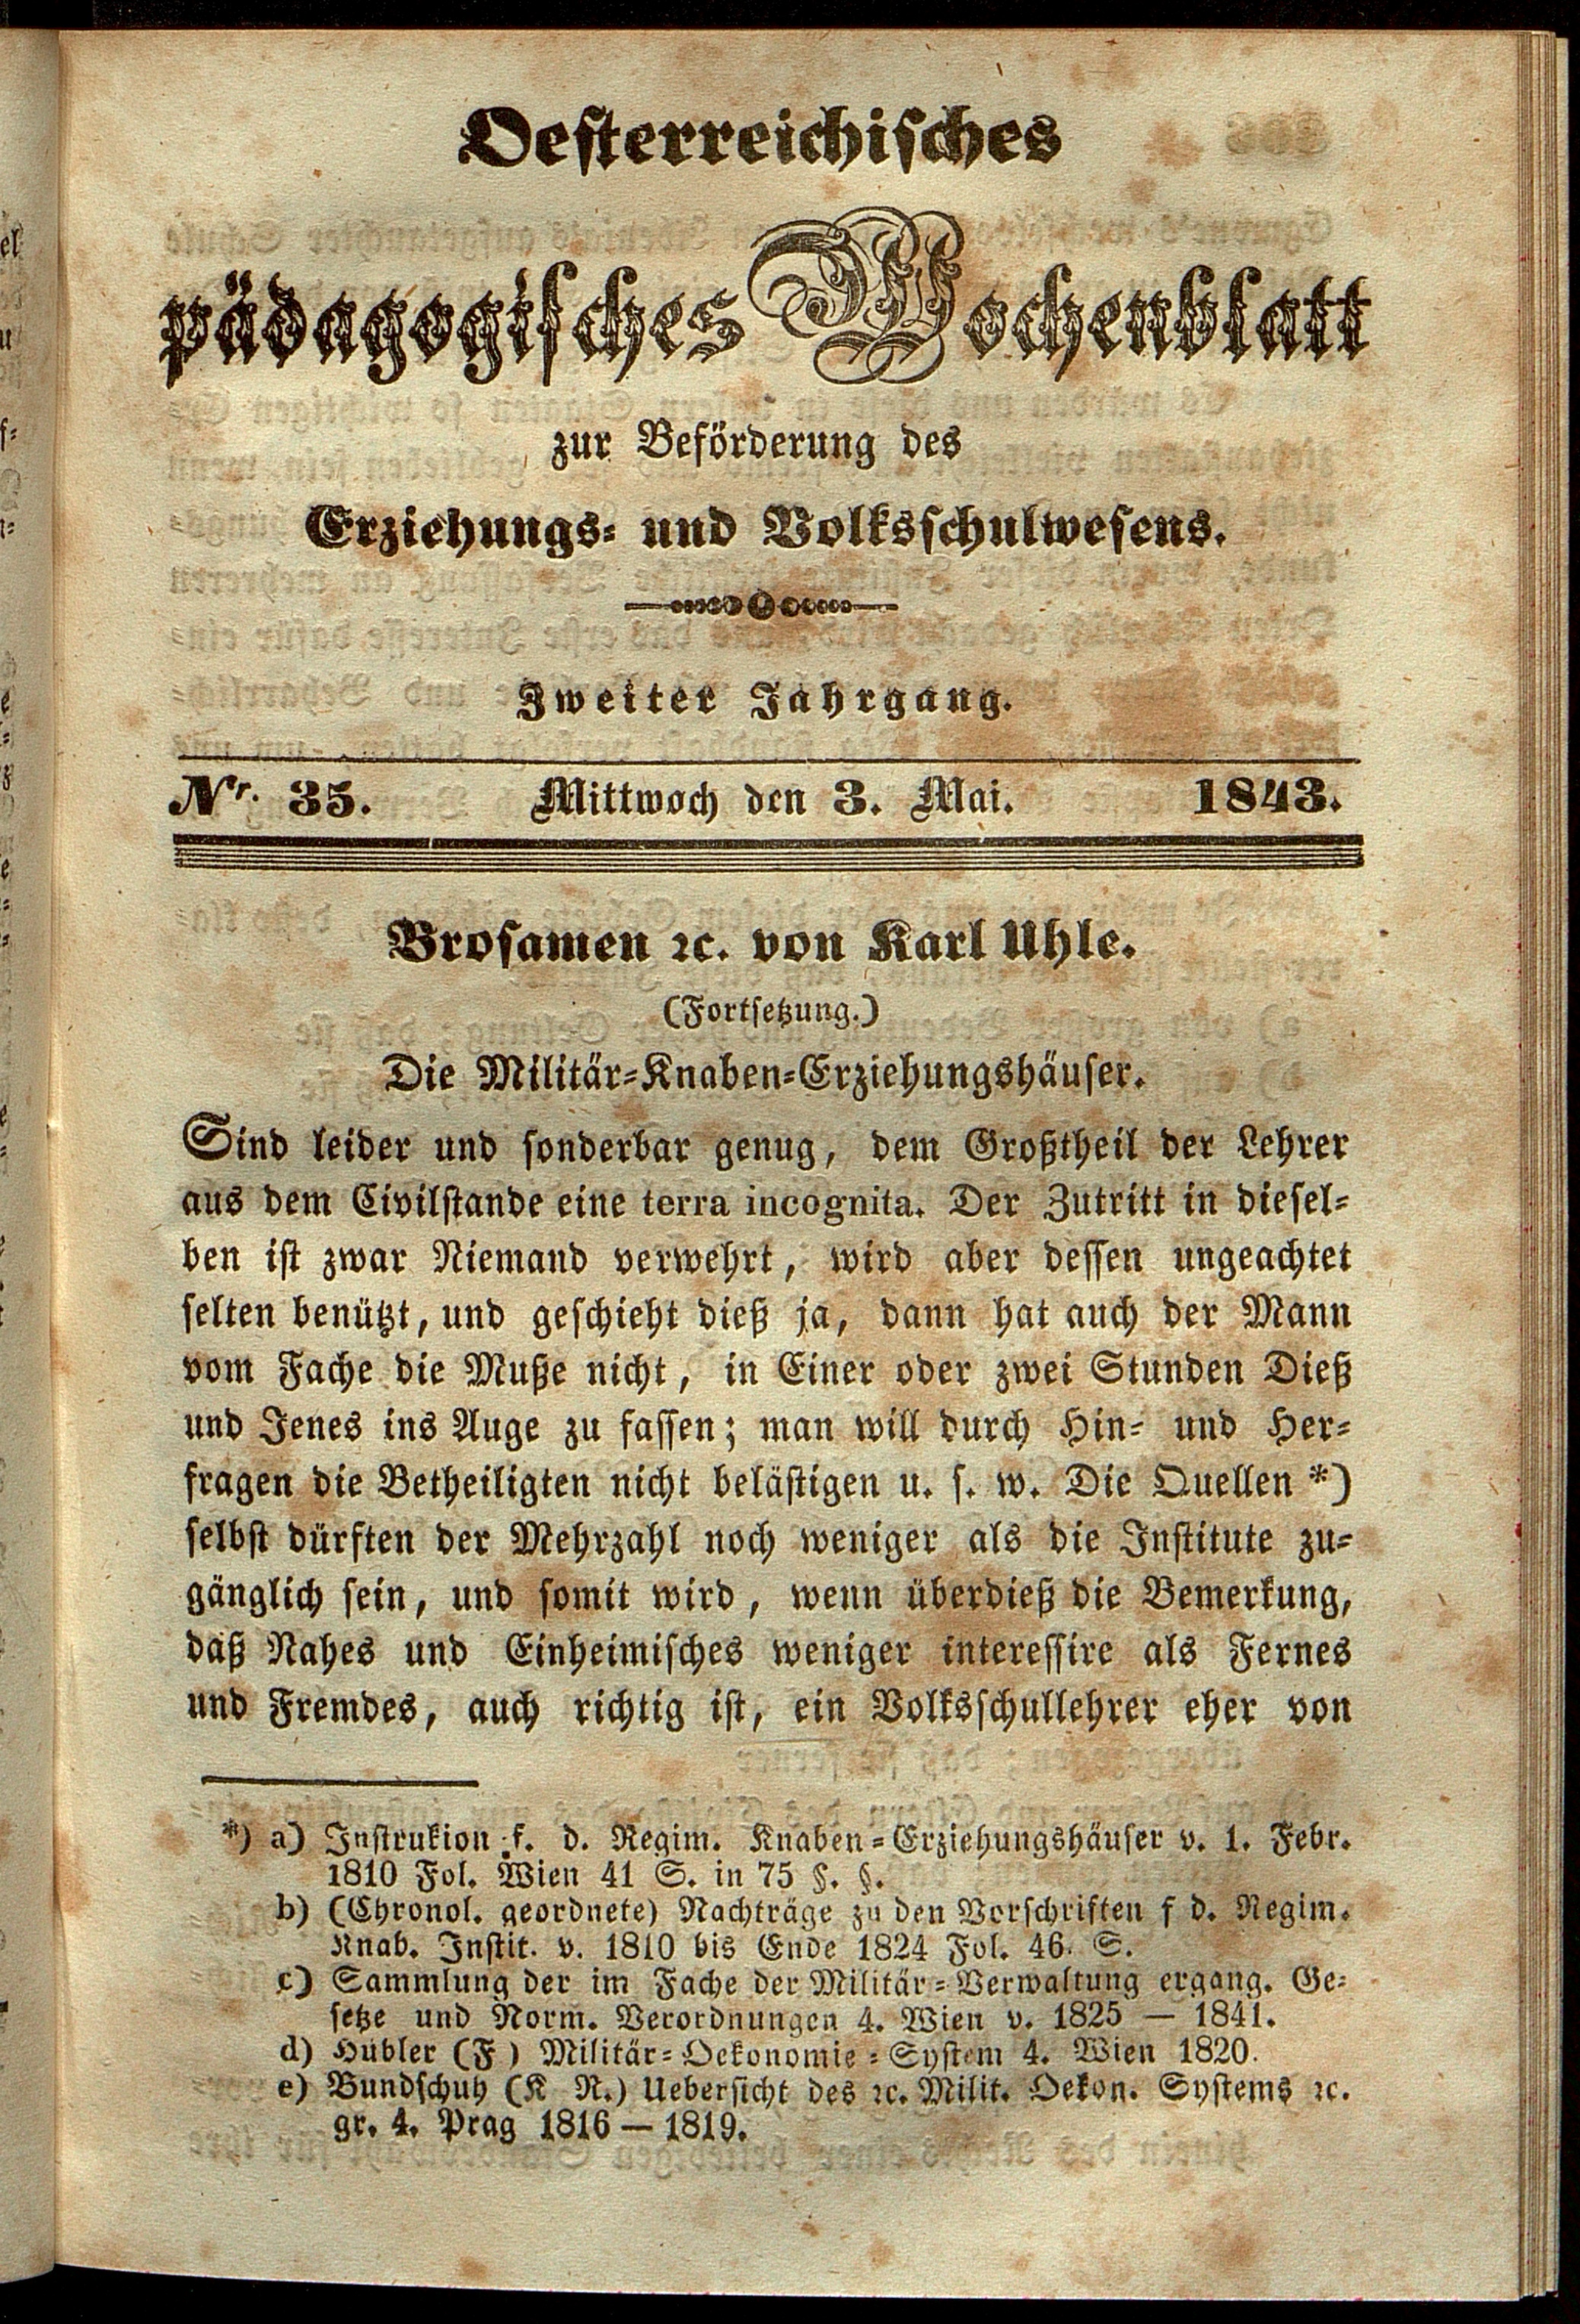 Oesterreichisches
pädagogisches Wochenblatt
zur Beförderung des
Erziehungs- und Volksschulwesens.
Zweiter Jahrgang.
Nr. 35. Mittwoch den 3. Mai. 1843.
Brosamen ꝛc. von Karl Uhle.
(Fortsetzung.)
Die Militär-Knaben-Erziehungshäuser.
Sind leider und sonderbar genug, dem Großtheil der Lehrer
aus dem Civilstande eine terra incognita. Der Zutritt in diesel-
ben ist zwar Niemand verwehrt, wird aber dessen ungeachtet
selten benützt, und geschieht dieß ja, dann hat auch der Mann
vom Fache die Muße nicht, in Einer oder zwei Stunden Dieß
und Jenes ins Auge zu fassen; man will durch Hin- und Her-
fragen die Betheiligten nicht belästigen u. s. w. Die Quellen *)
selbst dürften der Mehrzahl noch weniger als die Institute zu-
gänglich sein, und somit wird, wenn überdieß die Bemerkung,
daß Nahes und Einheimisches weniger interessire als Fernes
und Fremdes, auch richtig ist, ein Volksschullehrer eher von
*) a) Instrukion f. d. Regim. Knaben-Erziehungshäuser v. 1. Febr.
1810 Fol. Wien 41 S. in 75 §. §.
b) (Chronol. geordnete) Nachträge zu den Vorschriften f d. Regim.
Knab. Instit. v. 1810 bis Ende 1824 Fol. 46. S.
c) Sammlung der im Fache der Militär-Verwaltung ergang. Ge-
setze und Norm. Verordnungen 4. Wien v. 1825 — 1841.
d) Hübler (F ) Militär-Oekonomie-System 4. Wien 1820.
e) Bundschuh (K N.) Uebersicht des ꝛc. Milit. Oekon. Systems ꝛc.
gr. 4. Prag 1816 — 1819.